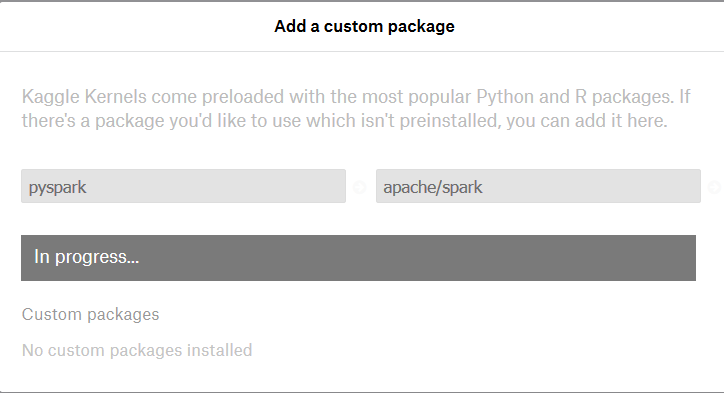 Add a custom package
Kaggle Kernels come preloaded with the most popular Python and R packages. If
there's a package you'd like to use which isn't preinstalled, you can add it here.
pyspark apache/spark
In progress...
Custom packages
No custom packages installed